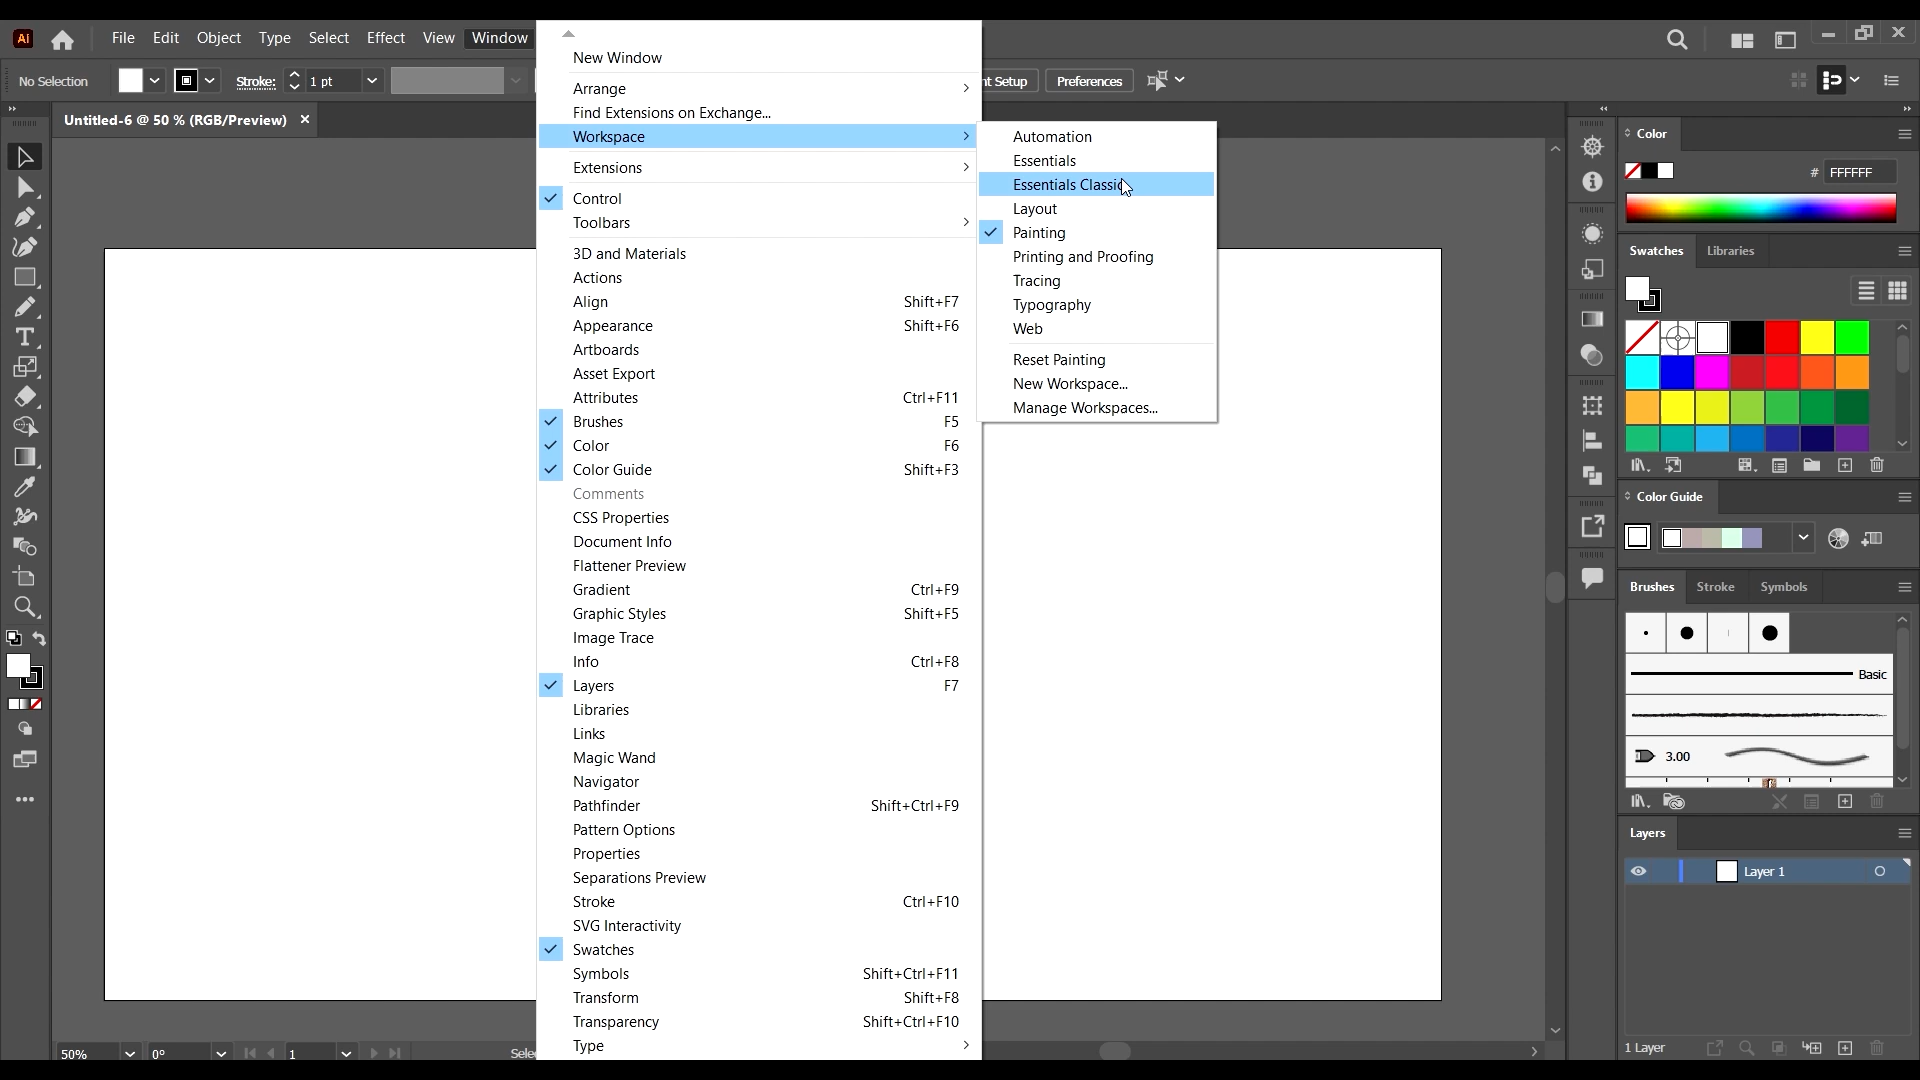 Ai
File Edit Object Type Select Effect View Window
No Selection Stroke: 1 pt
nt Setup Preferences
Untitled-6 @ 50 % (RGB/Preview)
New Window
Arrange
Find Extensions on Exchange...
Workspace
Extensions
Control
Toolbars
3D and Materials
Actions
Align Shift+F7
Appearance Shift+F6
Artboards
Asset Export
Attributes Ctrl+F11
Brushes F5
Color F6
Color Guide Shift+F3
Comments
CSS Properties
Document Info
Flattener Preview
Gradient Ctrl+F9
Graphic Styles Shift+F5
Image Trace
Info Ctrl+F8
Layers F7
Libraries
Links
Magic Wand
Navigator
Pathfinder Shift+Ctrl+F9
Pattern Options
Properties
Separations Preview
Stroke Ctrl+F10
SVG Interactivity
Swatches
Symbols Shift+Ctrl+F11
Transform Shift+F8
Transparency Shift+Ctrl+F10
Type
Automation
Essentials
Essentials Classic
Layout
Painting
Printing and Proofing
Tracing
Typography
Web
Reset Painting
New Workspace...
Manage Workspaces...
Color
# FFFFFF
Swatches Libraries
Color Guide
Brushes Stroke Symbols
Basic
3.00
Layers
Layer 1
1 Layer
50% 0° 1 Selec